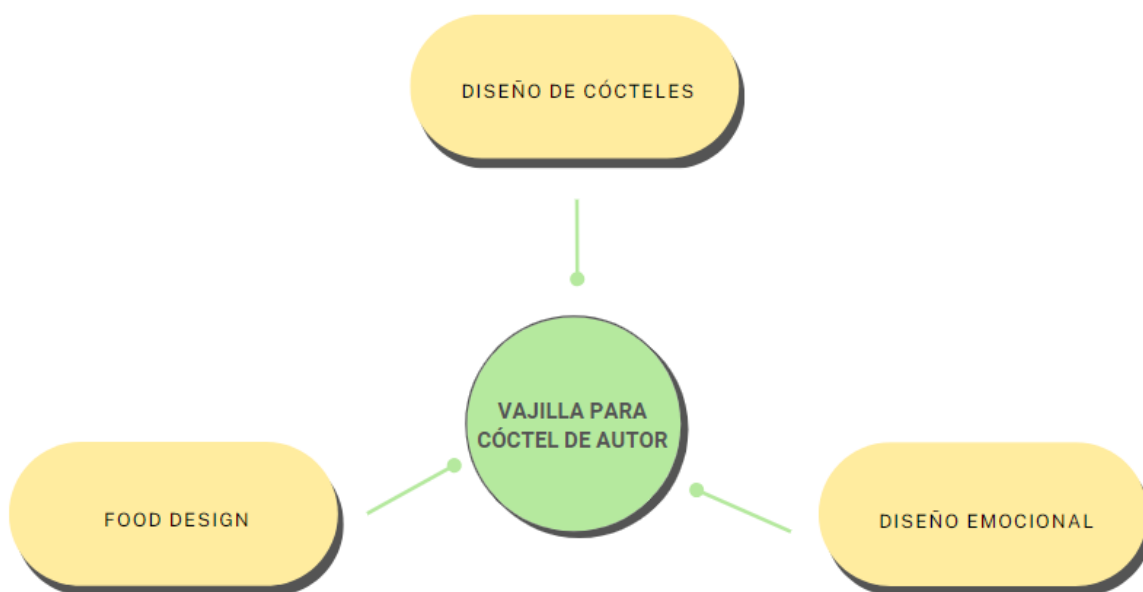 DISEÑO DE CÓCTELES
VAJILLA PARA
CÓCTEL DE AUTOR
FOOD DESIGN
DISEÑO EMOCIONAL